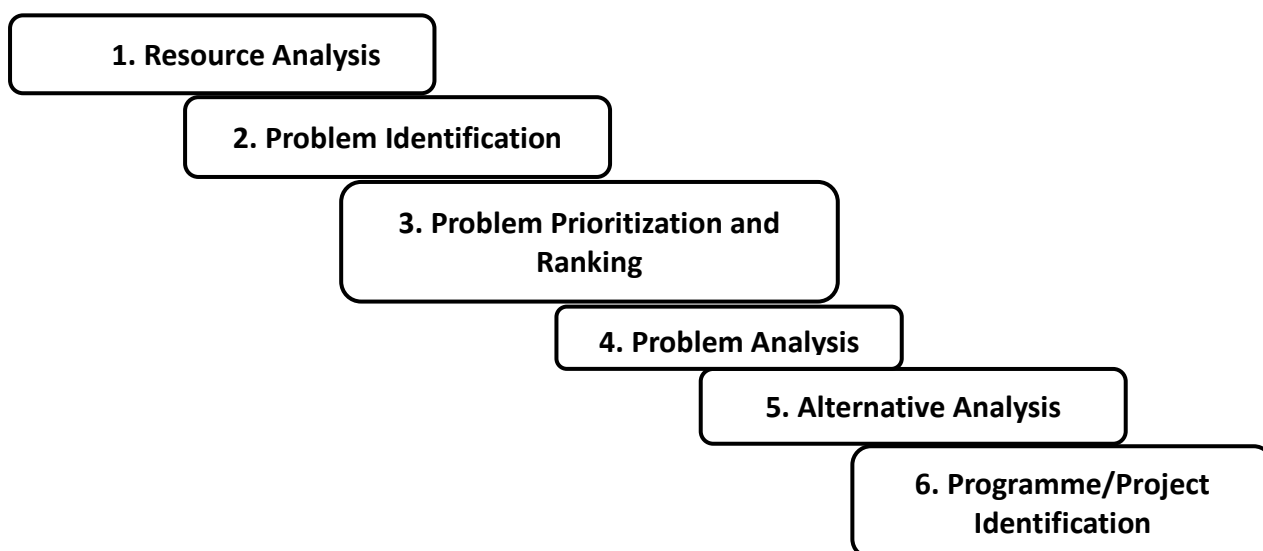 1. Resource Analysis
2. Problem Identification
3. Problem Prioritization and
Ranking
4. Problem Analysis
5. Alternative Analysis
6. Programme/Project
Identification